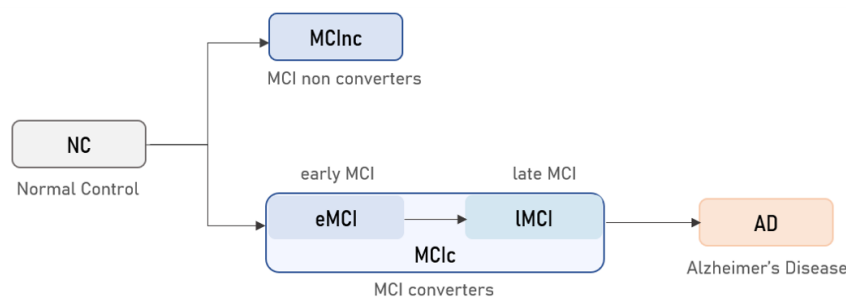 MCInc
MCI non converters
NC
Normal Control
early MCI
late MCI
eMCI
lMCI
MCIc
MCI converters
AD
Alzheimer's Disease